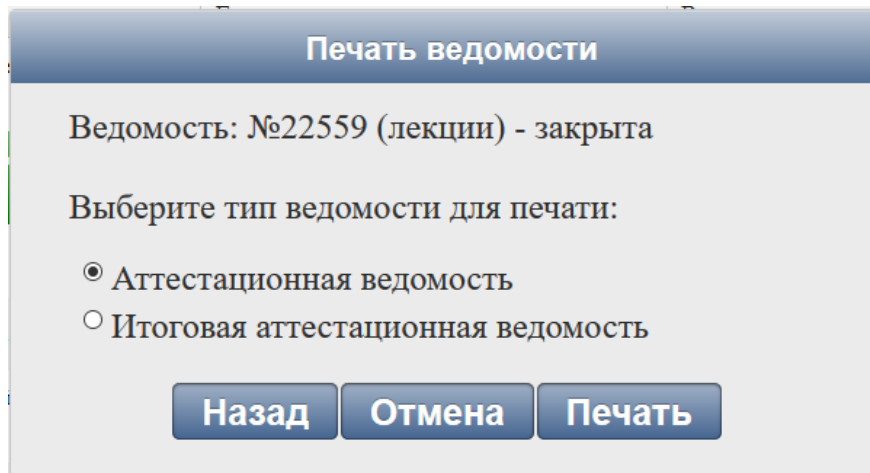 Печать ведомости
Ведомость: №22559 (лекции) - закрыта
Выберите тип ведомости для печати:
Аттестационная ведомость
Итоговая аттестационная ведомость
Назад Отмена Печать